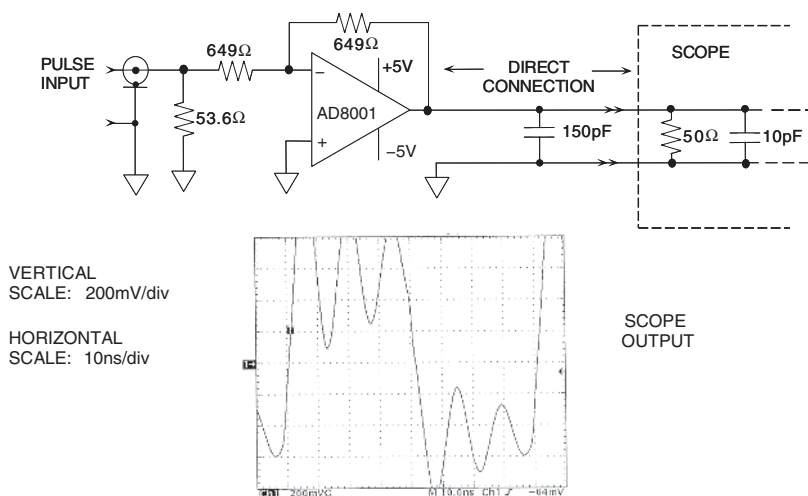 649Ω
649Ω
PULSE
INPUT
53.6Ω
−
+
AD8001
+5V
−5V
DIRECT
CONNECTION
150pF
SCOPE
50Ω
10pF
VERTICAL
SCALE: 200mV/div
HORIZONTAL
SCALE: 10ns/div
SCOPE
OUTPUT
Ch1 200mVΩ M 10.0ns Ch1 −64mV